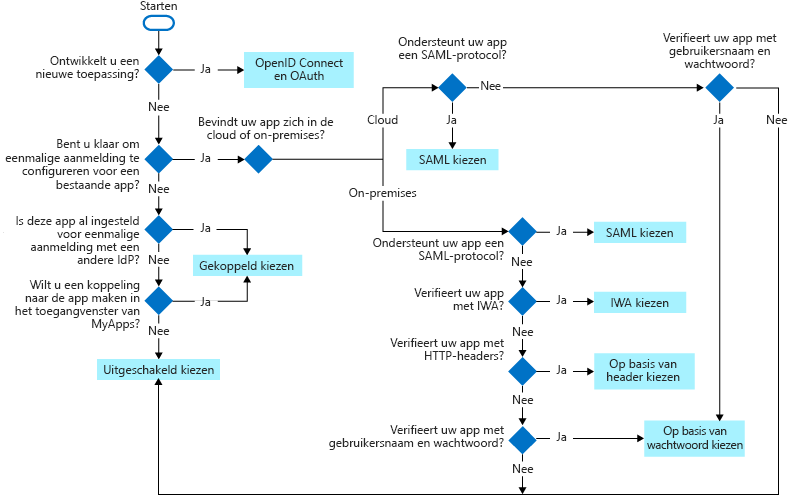 Starten
Ontwikkelt u een
nieuwe toepassing?
Ja
OpenID Connect
en OAuth
Nee
Bent u klaar om
eenmalige aanmelding te
configureren voor een
bestaande app?
Ja
Bevindt uw app zich in de
cloud of on-premises?
Nee
Is deze app al ingesteld
voor eenmalige
aanmelding met een
andere IdP?
Ja
Gekoppeld kiezen
Nee
Wilt u een koppeling
naar de app maken in
het toegangvenster van
MyApps?
Ja
Nee
Uitgeschakeld kiezen
Cloud
Ondersteunt uw app
een SAML-protocol?
Nee
Ja
SAML kiezen
Verifieert uw app met
gebruikersnaam en
wachtwoord?
Ja
Nee
On-premises
Ondersteunt uw app een
SAML-protocol?
Ja
SAML kiezen
Nee
Verifieert uw app
met IWA?
Ja
IWA kiezen
Nee
Verifieert uw app met
HTTP-headers?
Ja
Op basis van
header kiezen
Nee
Verifieert uw app met
gebruikersnaam en wachtwoord?
Ja
Op basis van
wachtwoord kiezen
Nee